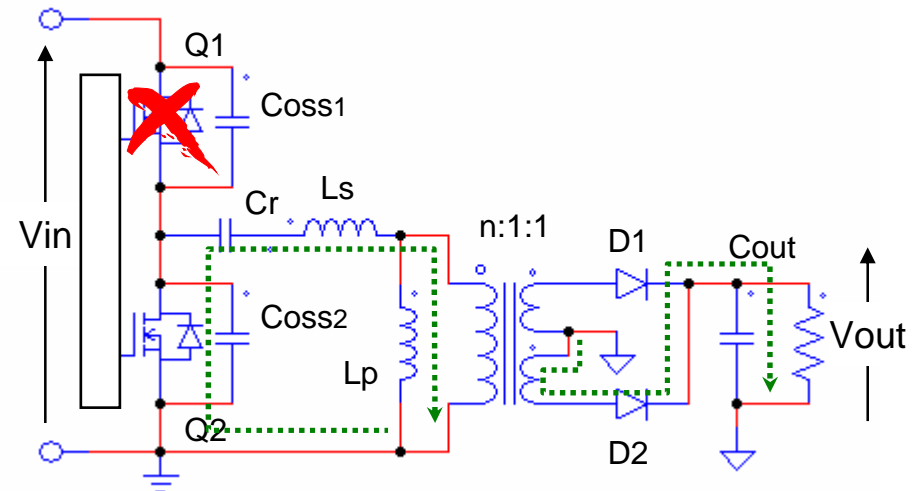 Q1
Coss1
Cr
Ls
n:1:1
D1
Cout
Vin
Coss2
Lp
Vout
Q2
D2